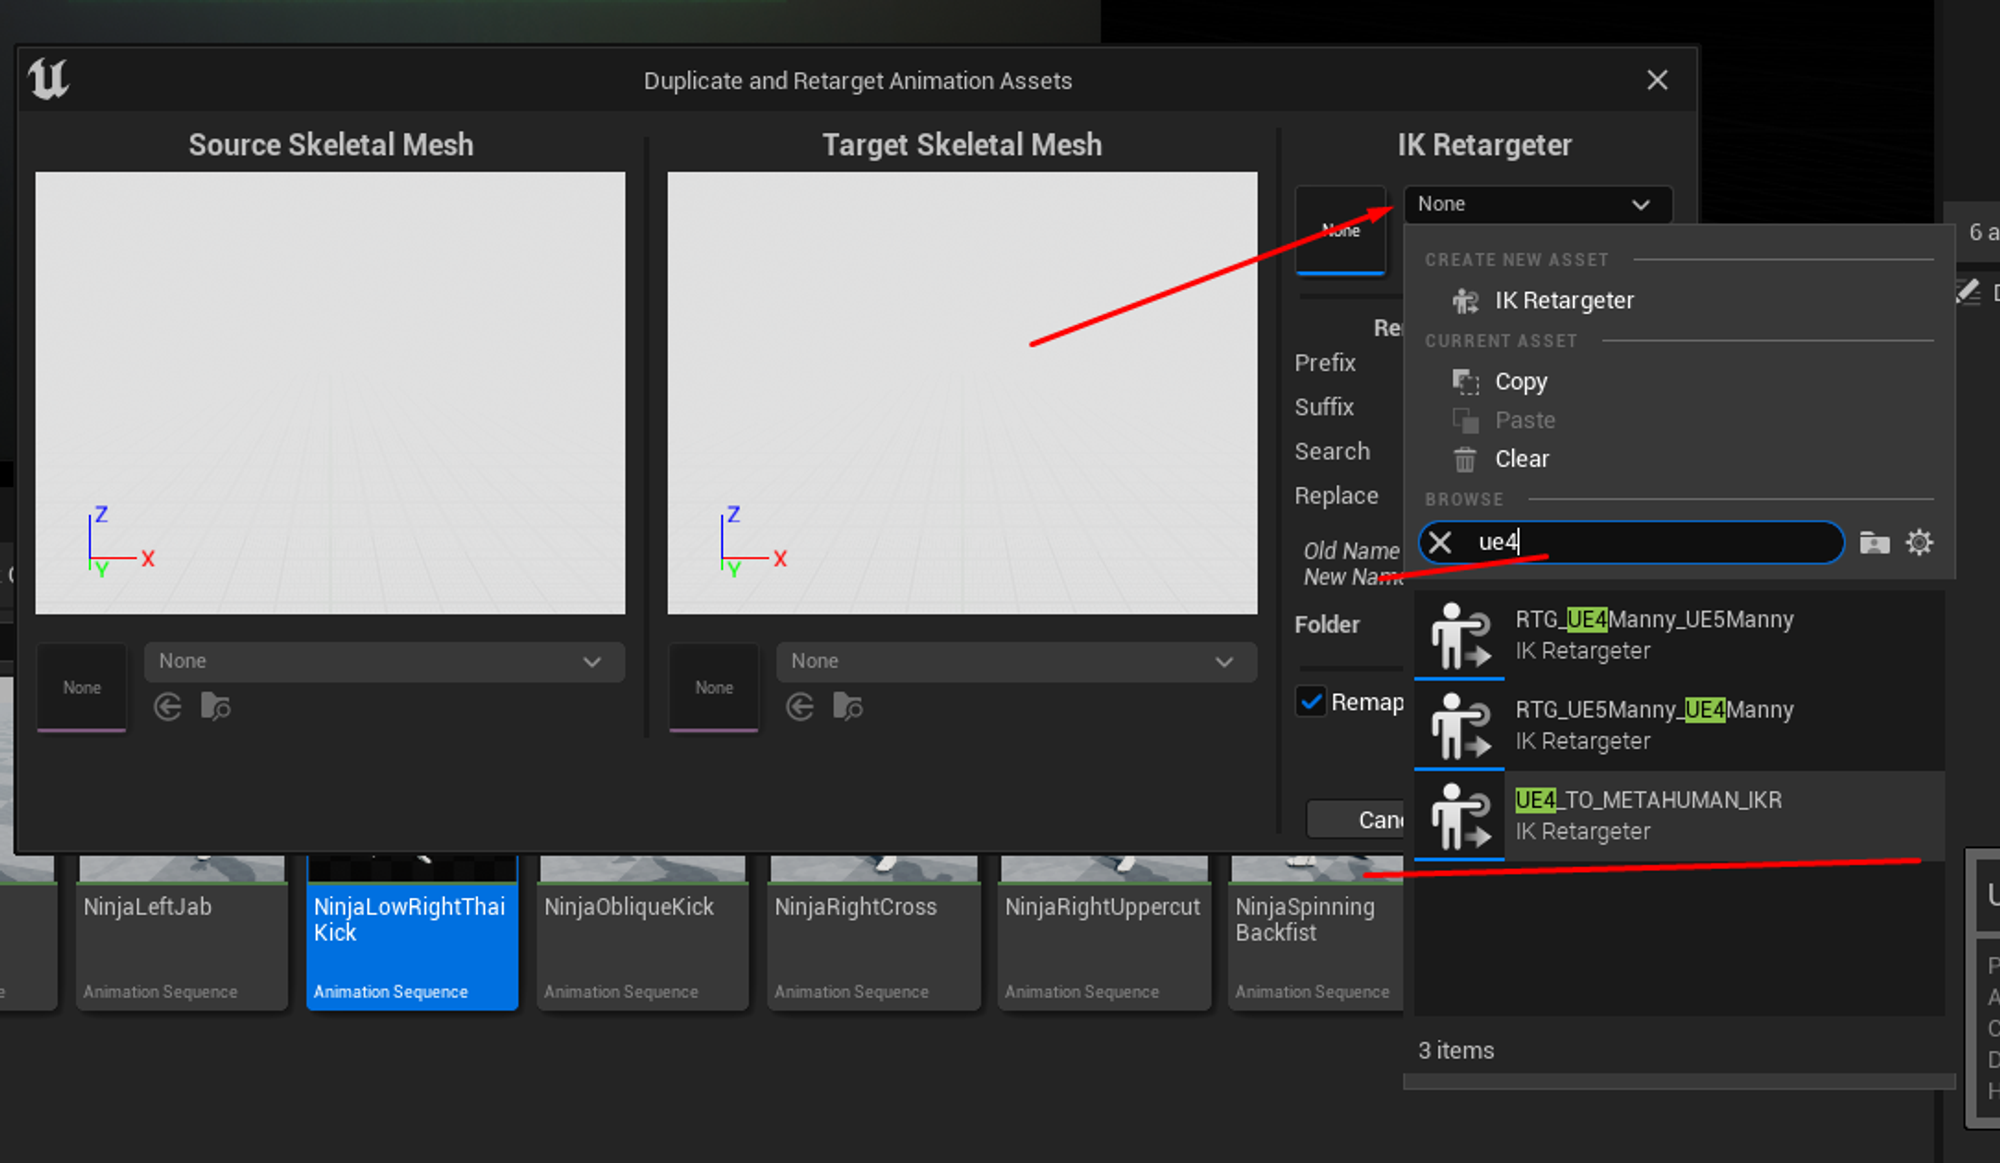 Duplicate and Retarget Animation Assets
Source Skeletal Mesh
Target Skeletal Mesh
IK Retargeter
None
None
CREATE NEW ASSET
IK Retargeter
CURRENT ASSET
Copy
Paste
Clear
BROWSE
ue4
Prefix
Suffix
Search
Replace
Old Name
New Name
Folder
Remap
Z
X
Y
Z
X
Y
None
None
None
None
RTG_UE4Manny_UE5Manny
IK Retargeter
RTG_UE5Manny_UE4Manny
IK Retargeter
UE4_TO_METAHUMAN_IKR
IK Retargeter
3 items
6 a
NinjaLeftJab
Animation Sequence
NinjaLowRightThai
Kick
Animation Sequence
NinjaObliqueKick
Animation Sequence
NinjaRightCross
Animation Sequence
NinjaRightUppercut
Animation Sequence
NinjaSpinning
Backfist
Animation Sequence